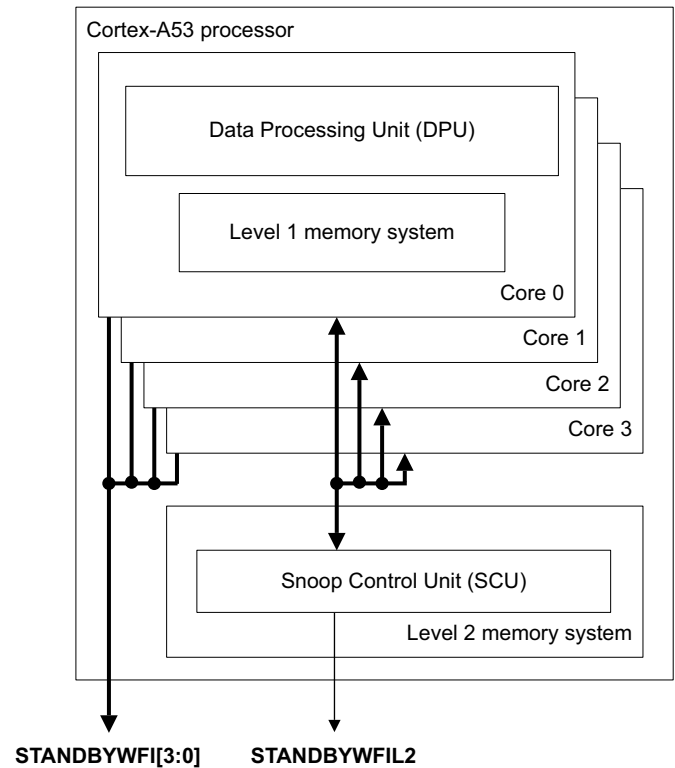 Cortex-A53 processor
Data Processing Unit (DPU)
Level 1 memory system
Core 0
Core 1
Core 2
Core 3
Snoop Control Unit (SCU)
Level 2 memory system
STANDBYWFI[3:0] STANDBYWFIL2